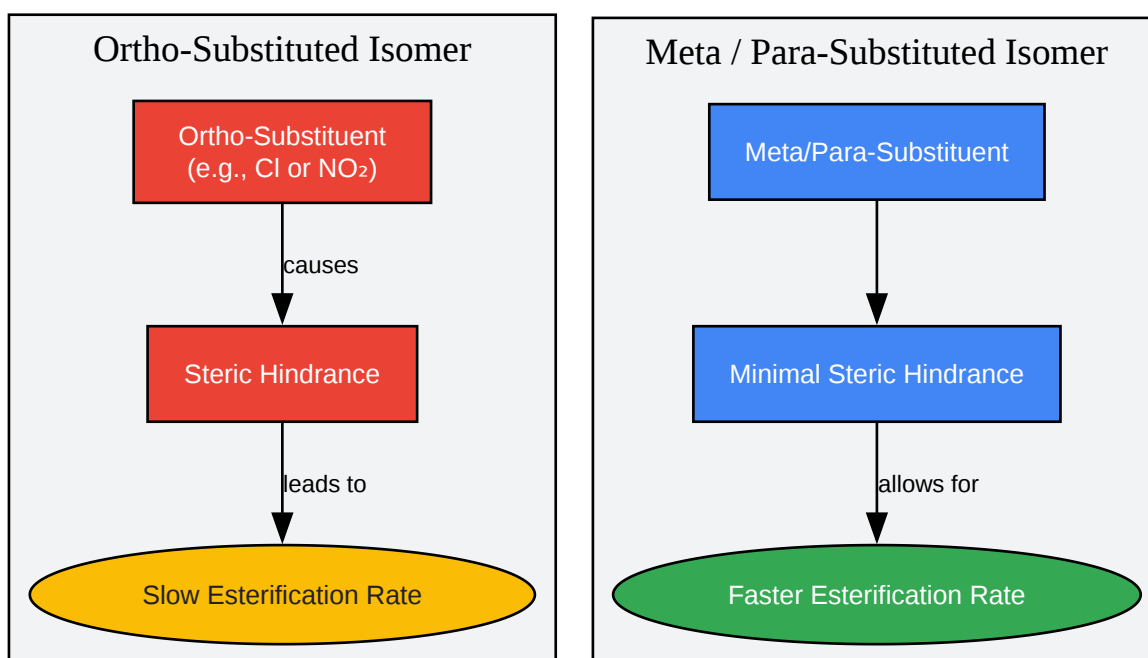 Ortho-Substituted Isomer
Ortho-Substituent
(e.g., Cl or NO₂)
causes
Steric Hindrance
leads to
Slow Esterification Rate
Meta / Para-Substituted Isomer
Meta/Para-Substituent
Minimal Steric Hindrance
allows for
Faster Esterification Rate